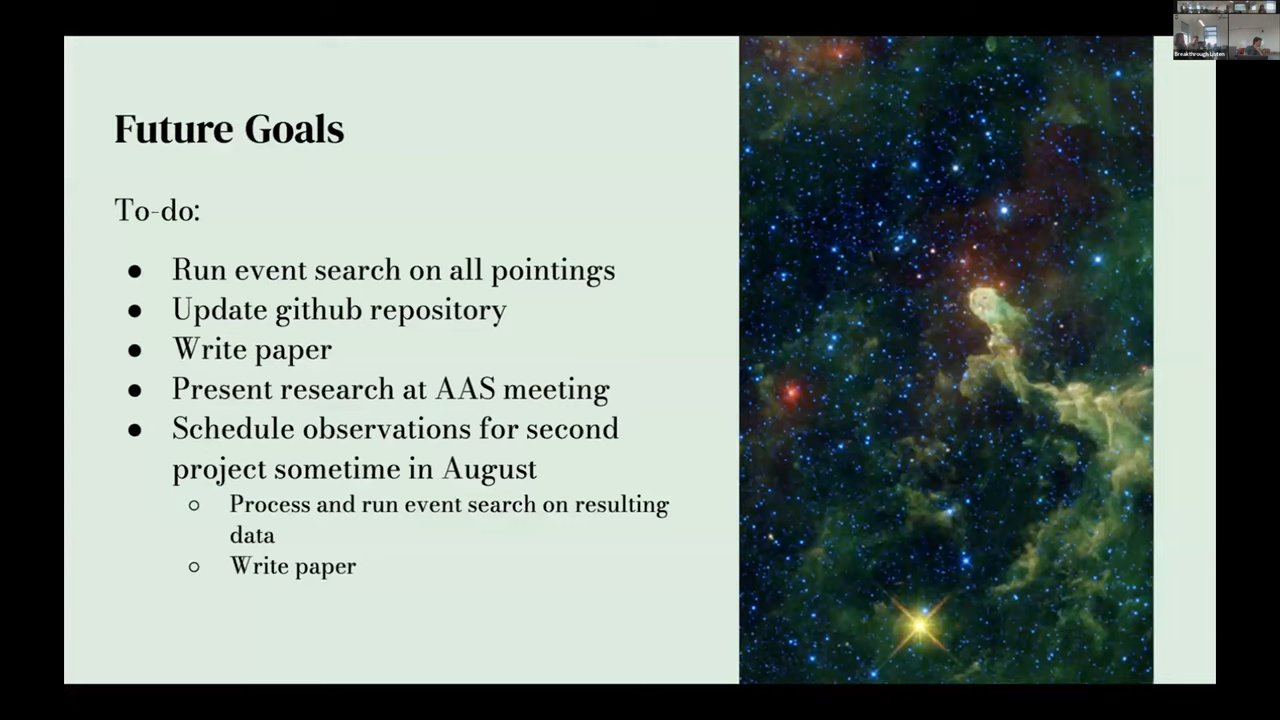 Breakthrough Listen
Future Goals
To-do:
● Run event search on all pointings
● Update github repository
● Write paper
● Present research at AAS meeting
● Schedule observations for second
project sometime in August
○ Process and run event search on resulting
data
○ Write paper